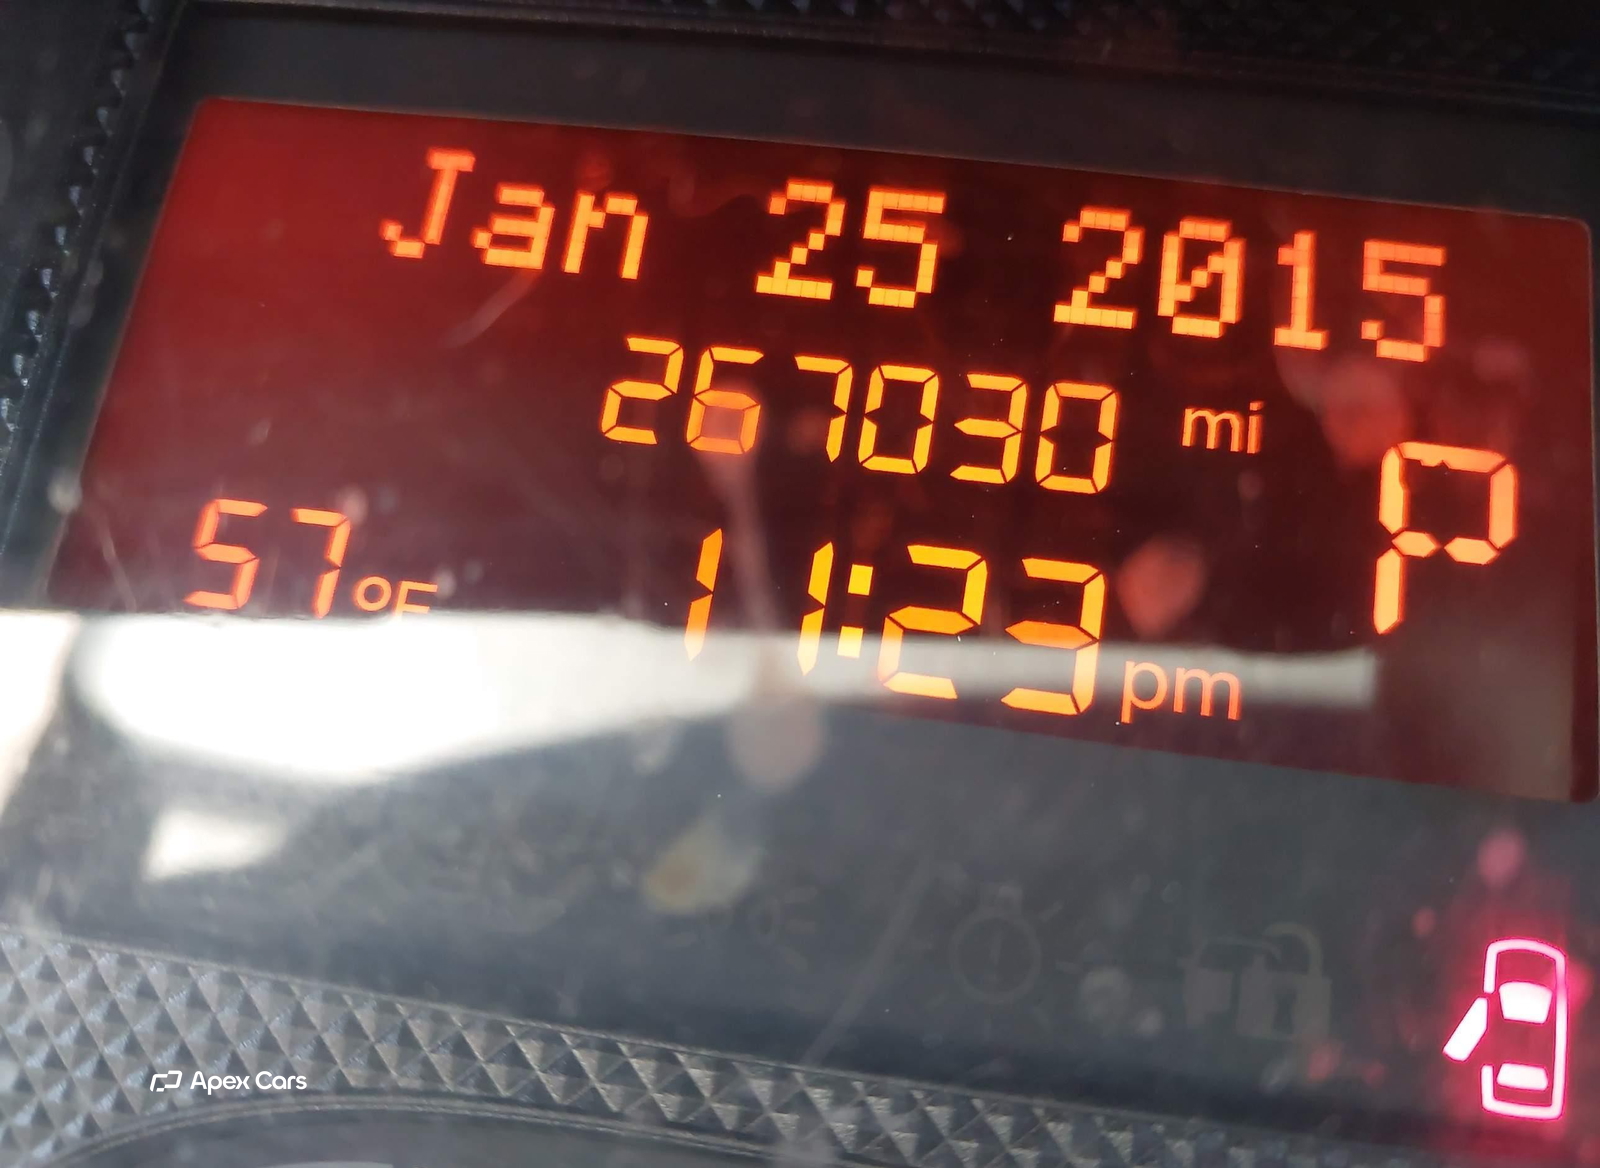 Jan 25 2015
267030 mi
P
57°F
11:23 pm
Apex Cars